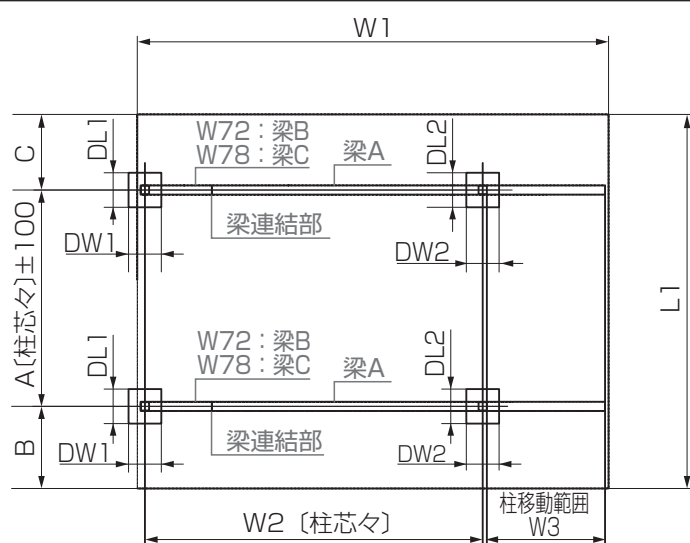 W1
C
DL1
W72：梁B
W78：梁C
梁A
DL2
梁連結部
DW1
DW2
A〔柱芯々〕±100
L1
DL1
W72：梁B
W78：梁C
梁A
DL2
梁連結部
B
DW1
DW2
W2〔柱芯々〕
柱移動範囲
W3